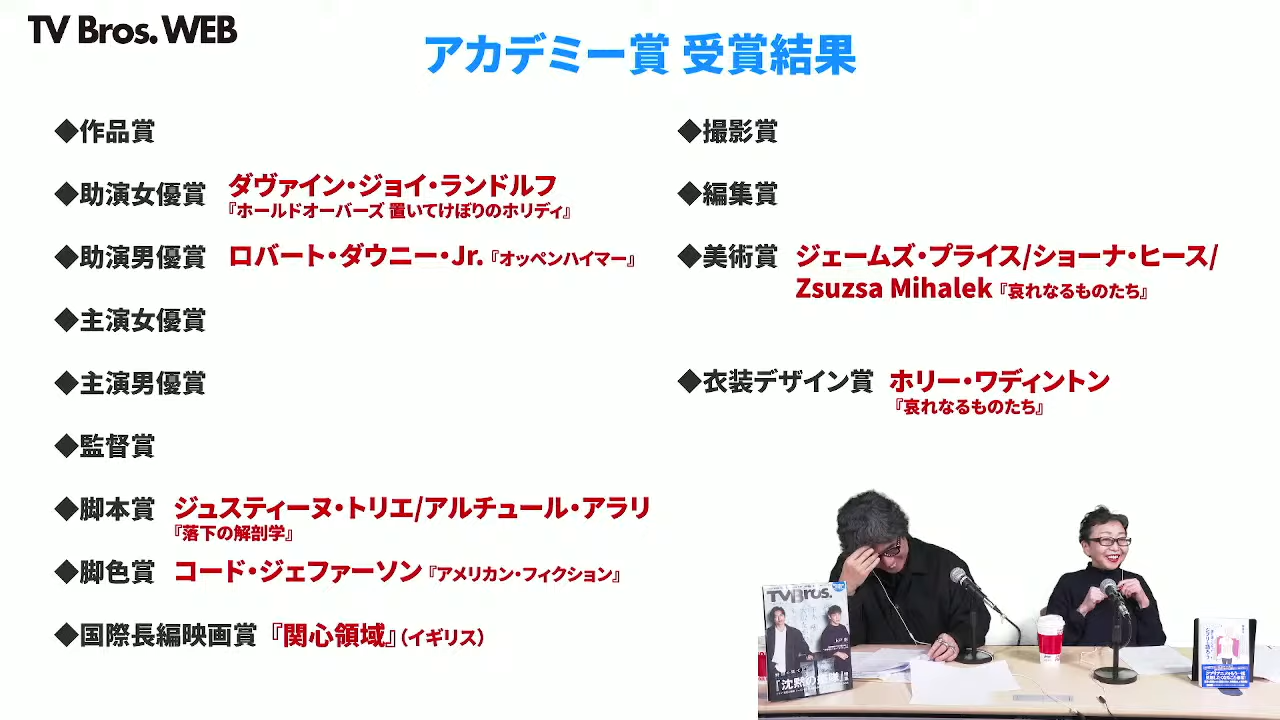 TV Bros. WEB
アカデミー賞 受賞結果
◆作品賞
◆助演女優賞 ダヴァイン・ジョイ・ランドルフ
『ホールドオーバーズ 置いてけぼりのホリディ』
◆助演男優賞 ロバート・ダウニー・Jr.『オッペンハイマー』
◆主演女優賞
◆主演男優賞
◆監督賞
◆脚本賞 ジュスティーヌ・トリエ/アルチュール・アラリ
『落下の解剖学』
◆脚色賞 コード・ジェファーソン『アメリカン・フィクション』
◆国際長編映画賞『関心領域』(イギリス)
◆撮影賞
◆編集賞
◆美術賞 ジェームズ・プライス/ショーナ・ヒース/
Zsuzsa Mihalek『哀れなるものたち』
◆衣装デザイン賞 ホリー・ワディントン
『哀れなるものたち』
TVBros.